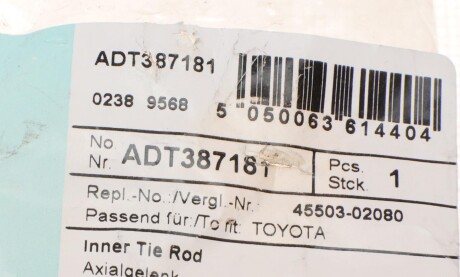 ADT387181
0238 9568
5 050063 614404
No.
Nr. ADT387181
Pcs.
Stck. 1
Repl.-No.:/Vergl.-Nr. 45503-02080
Passend für:/To fit: TOYOTA
Inner Tie Rod
Axialgelenk